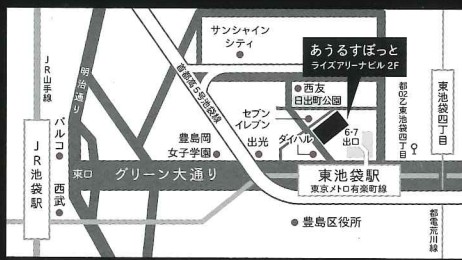 サンシャイン
シティ
あうるすぽっと
ライズアリーナビル 2F
JR山手線
明治通り
首都高5号池袋線
西友
日出町公園
都02乙東池袋四丁目
東池袋四丁目
セブン
イレブン
ダイハツ
6・7
出口
パルコ
JR池袋駅
西武
豊島岡
女子学園
出光
東口
グリーン大通り
東池袋駅
東京メトロ有楽町線
豊島区役所
都電荒川線